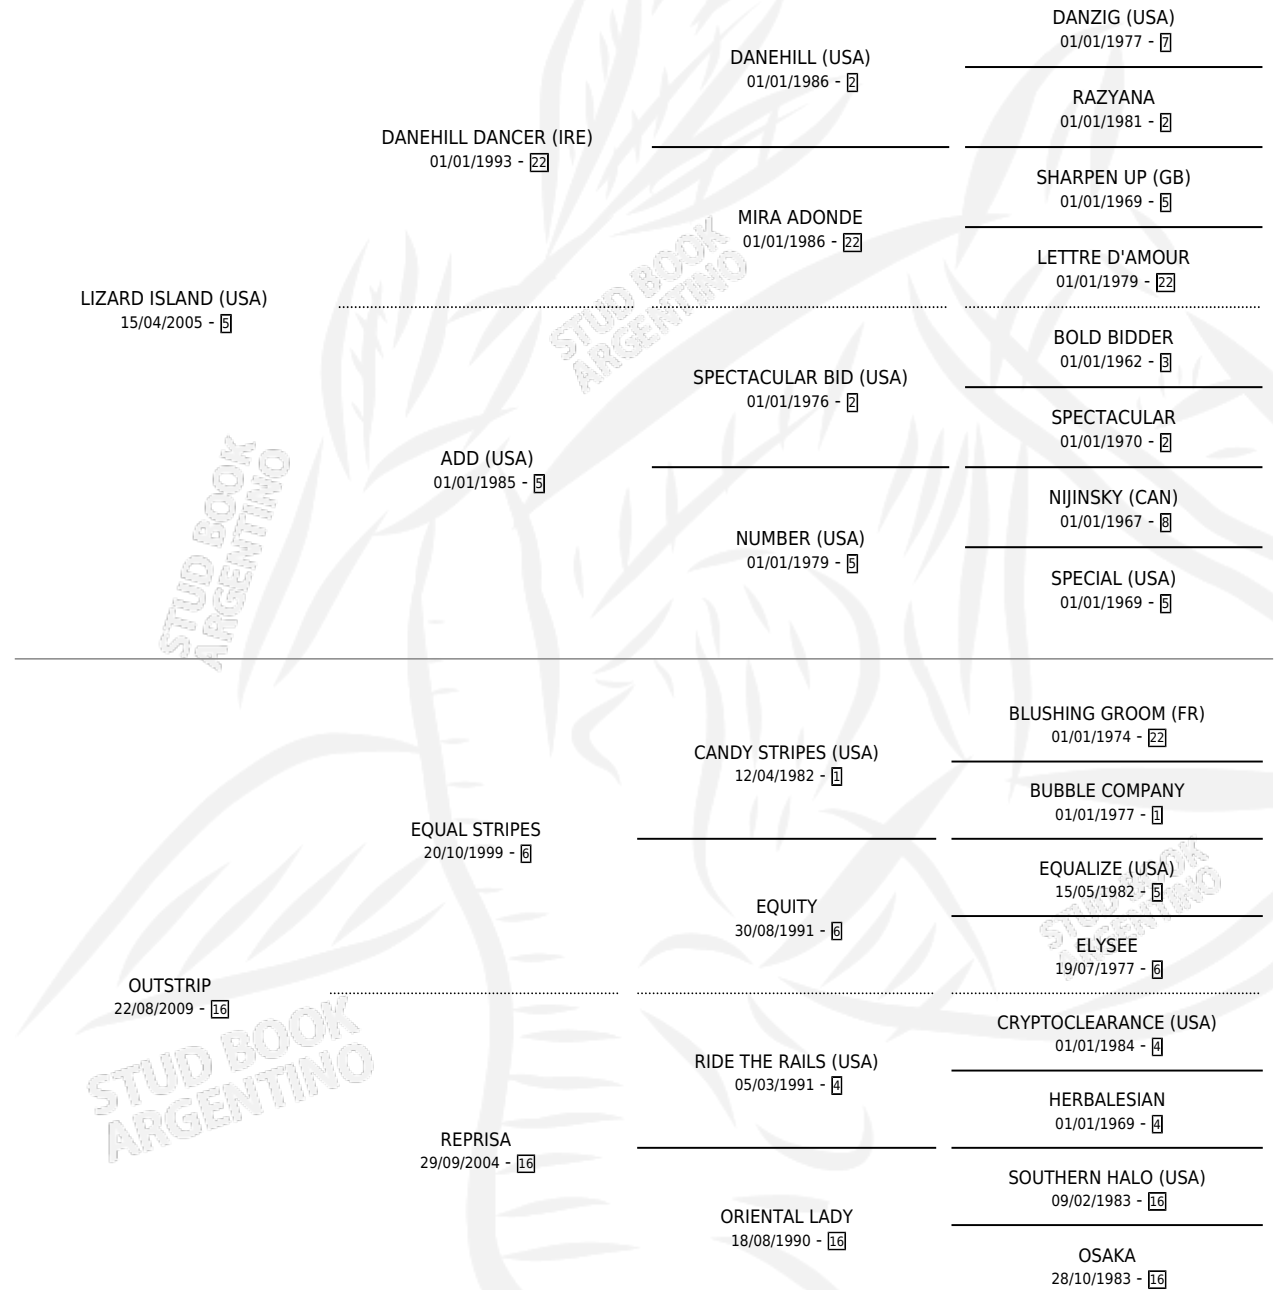 DANZIG (USA)
01/01/1977 - 7
DANEHILL (USA)
01/01/1986 - 2
RAZYANA
01/01/1981 - 2
DANEHILL DANCER (IRE)
01/01/1993 - 22
SHARPEN UP (GB)
01/01/1969 - 5
MIRA ADONDE
01/01/1986 - 22
LETTRE D'AMOUR
01/01/1979 - 22
LIZARD ISLAND (USA)
15/04/2005 - 5
STUD BOOK
ARGENTINO
BOLD BIDDER
01/01/1962 - 3
SPECTACULAR BID (USA)
01/01/1976 - 2
SPECTACULAR
01/01/1970 - 2
ADD (USA)
01/01/1985 - 5
NIJINSKY (CAN)
01/01/1967 - 8
NUMBER (USA)
01/01/1979 - 5
SPECIAL (USA)
01/01/1969 - 5
STUD BOOK
ARGENTINO
BLUSHING GROOM (FR)
01/01/1974 - 22
CANDY STRIPES (USA)
12/04/1982 - 1
BUBBLE COMPANY
01/01/1977 - 1
EQUAL STRIPES
20/10/1999 - 6
EQUALIZE (USA)
15/05/1982 - 5
EQUITY
30/08/1991 - 6
STUD BOOK
ARGENTINO
ELYSEE
19/07/1977 - 6
OUTSTRIP
22/08/2009 - 16
CRYPTOCLEARANCE (USA)
01/01/1984 - 4
RIDE THE RAILS (USA)
05/03/1991 - 4
STUD BOOK
ARGENTINO
HERBALESIAN
01/01/1969 - 4
REPRISA
29/09/2004 - 16
SOUTHERN HALO (USA)
09/02/1983 - 16
ORIENTAL LADY
18/08/1990 - 16
OSAKA
28/10/1983 - 16